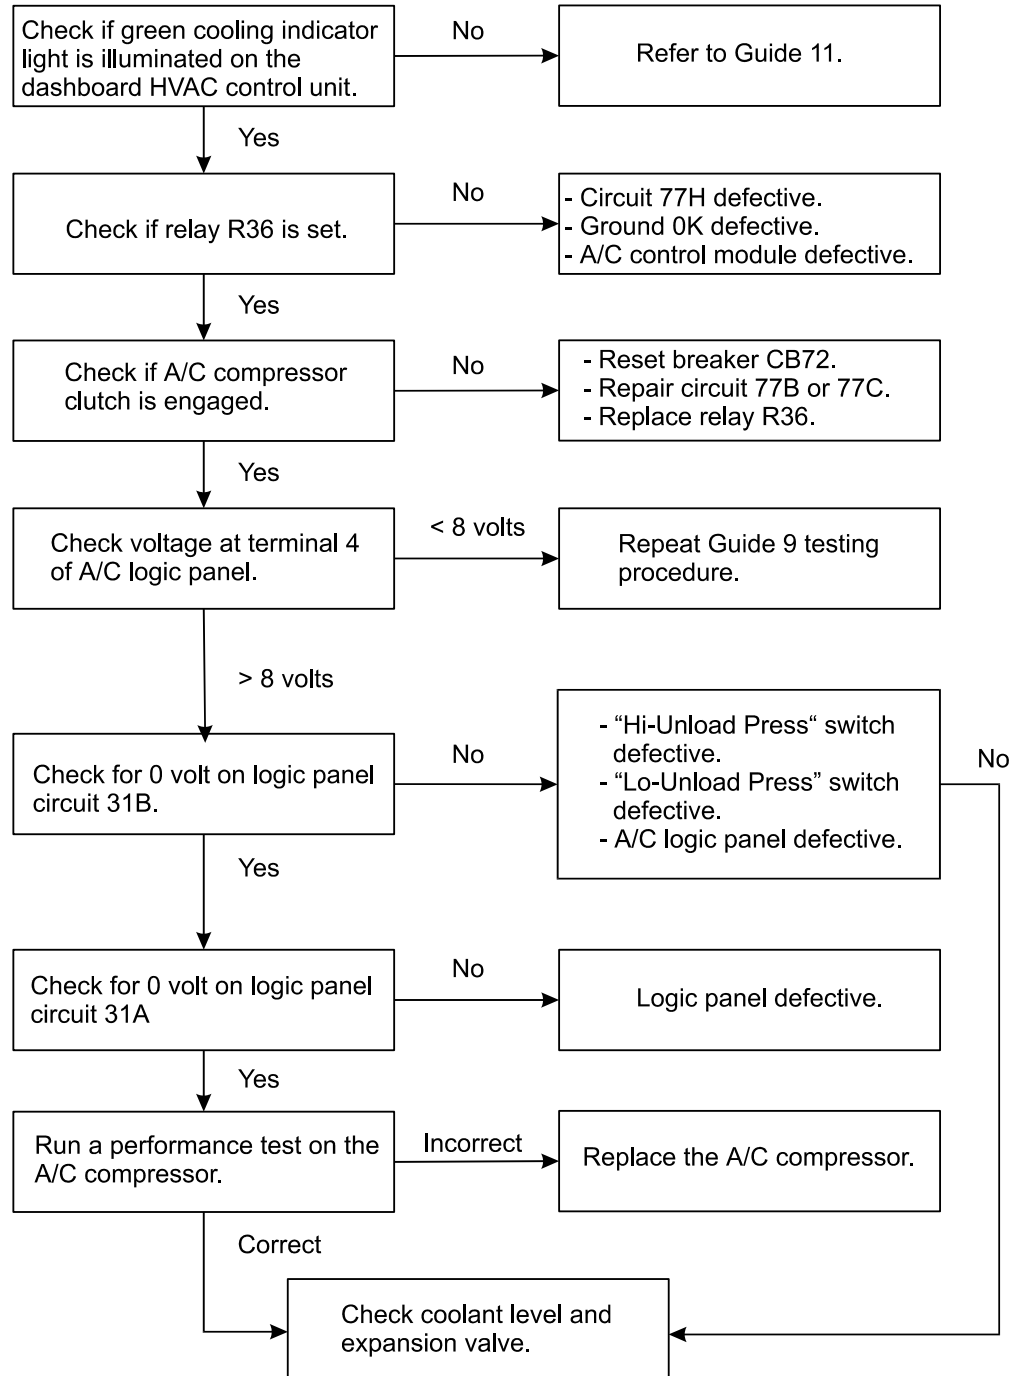 Check if green cooling indicator
light is illuminated on the
dashboard HVAC control unit.
No
Refer to Guide 11.
Yes
Check if relay R36 is set.
No
- Circuit 77H defective.
- Ground 0K defective.
- A/C control module defective.
Yes
Check if A/C compressor
clutch is engaged.
No
- Reset breaker CB72.
- Repair circuit 77B or 77C.
- Replace relay R36.
Yes
Check voltage at terminal 4
of A/C logic panel.
< 8 volts
Repeat Guide 9 testing
procedure.
> 8 volts
Check for 0 volt on logic panel
circuit 31B.
No
- “Hi-Unload Press“ switch
defective.
- “Lo-Unload Press” switch
defective.
- A/C logic panel defective.
No
Yes
Check for 0 volt on logic panel
circuit 31A
No
Logic panel defective.
Yes
Run a performance test on the
A/C compressor.
Incorrect
Replace the A/C compressor.
Correct
Check coolant level and
expansion valve.